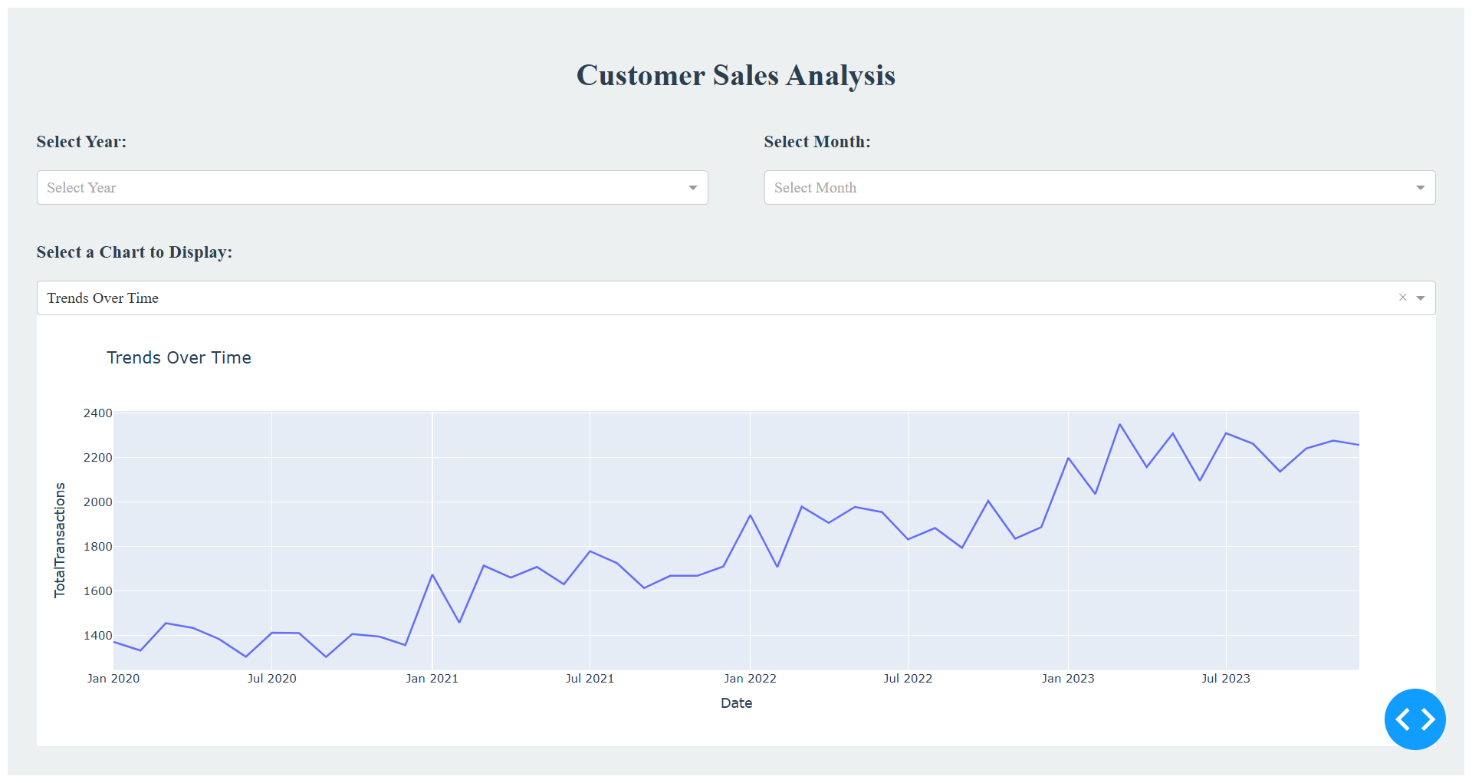 Customer Sales Analysis
Select Year:
Select Month:
Select Year
Select Month
Select a Chart to Display:
Trends Over Time
×
Trends Over Time
2400
2200
2000
1800
1600
1400
TotalTransactions
Jan 2020
Jul 2020
Jan 2021
Jul 2021
Jan 2022
Jul 2022
Jan 2023
Jul 2023
Date